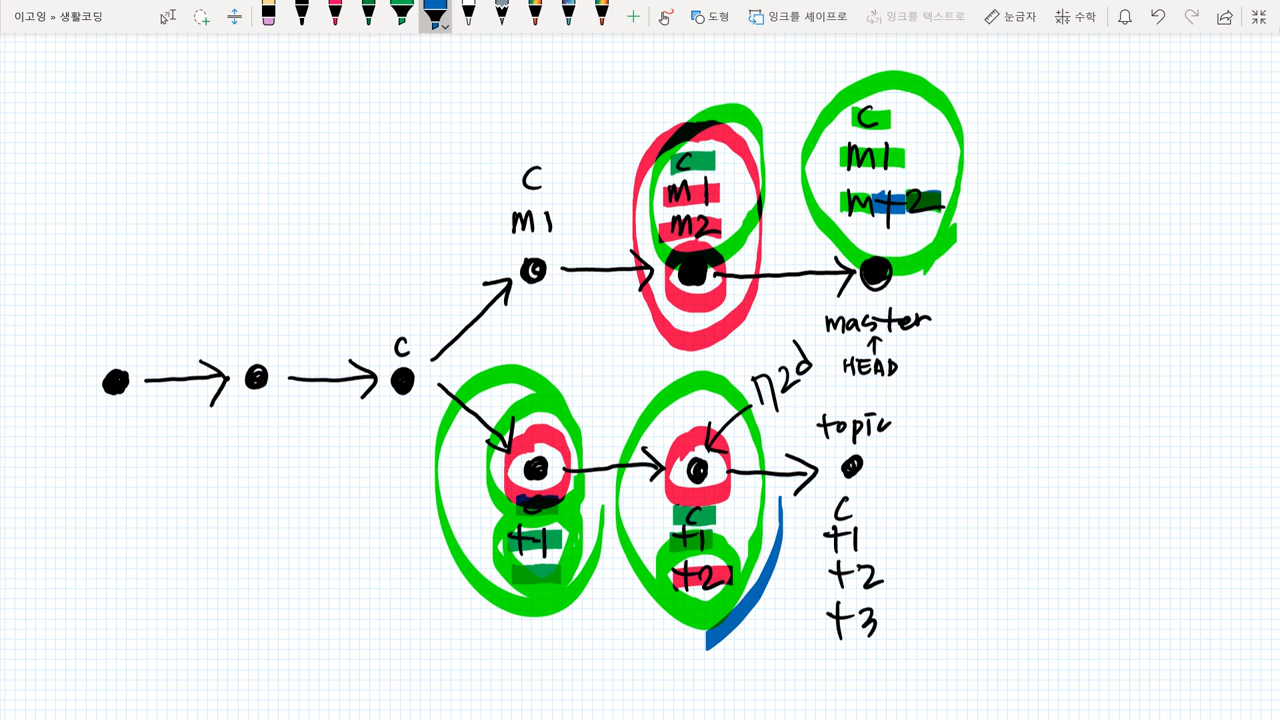 이고잉 » 생활코딩
도형
잉크를 셰이프로
잉크를 텍스트로
눈금자
수학
C
m1
C
m1
m2
C
m1
m+2
master
↑
HEAD
C
t1
C
t1
t2
topic
C
t1
t2
t3